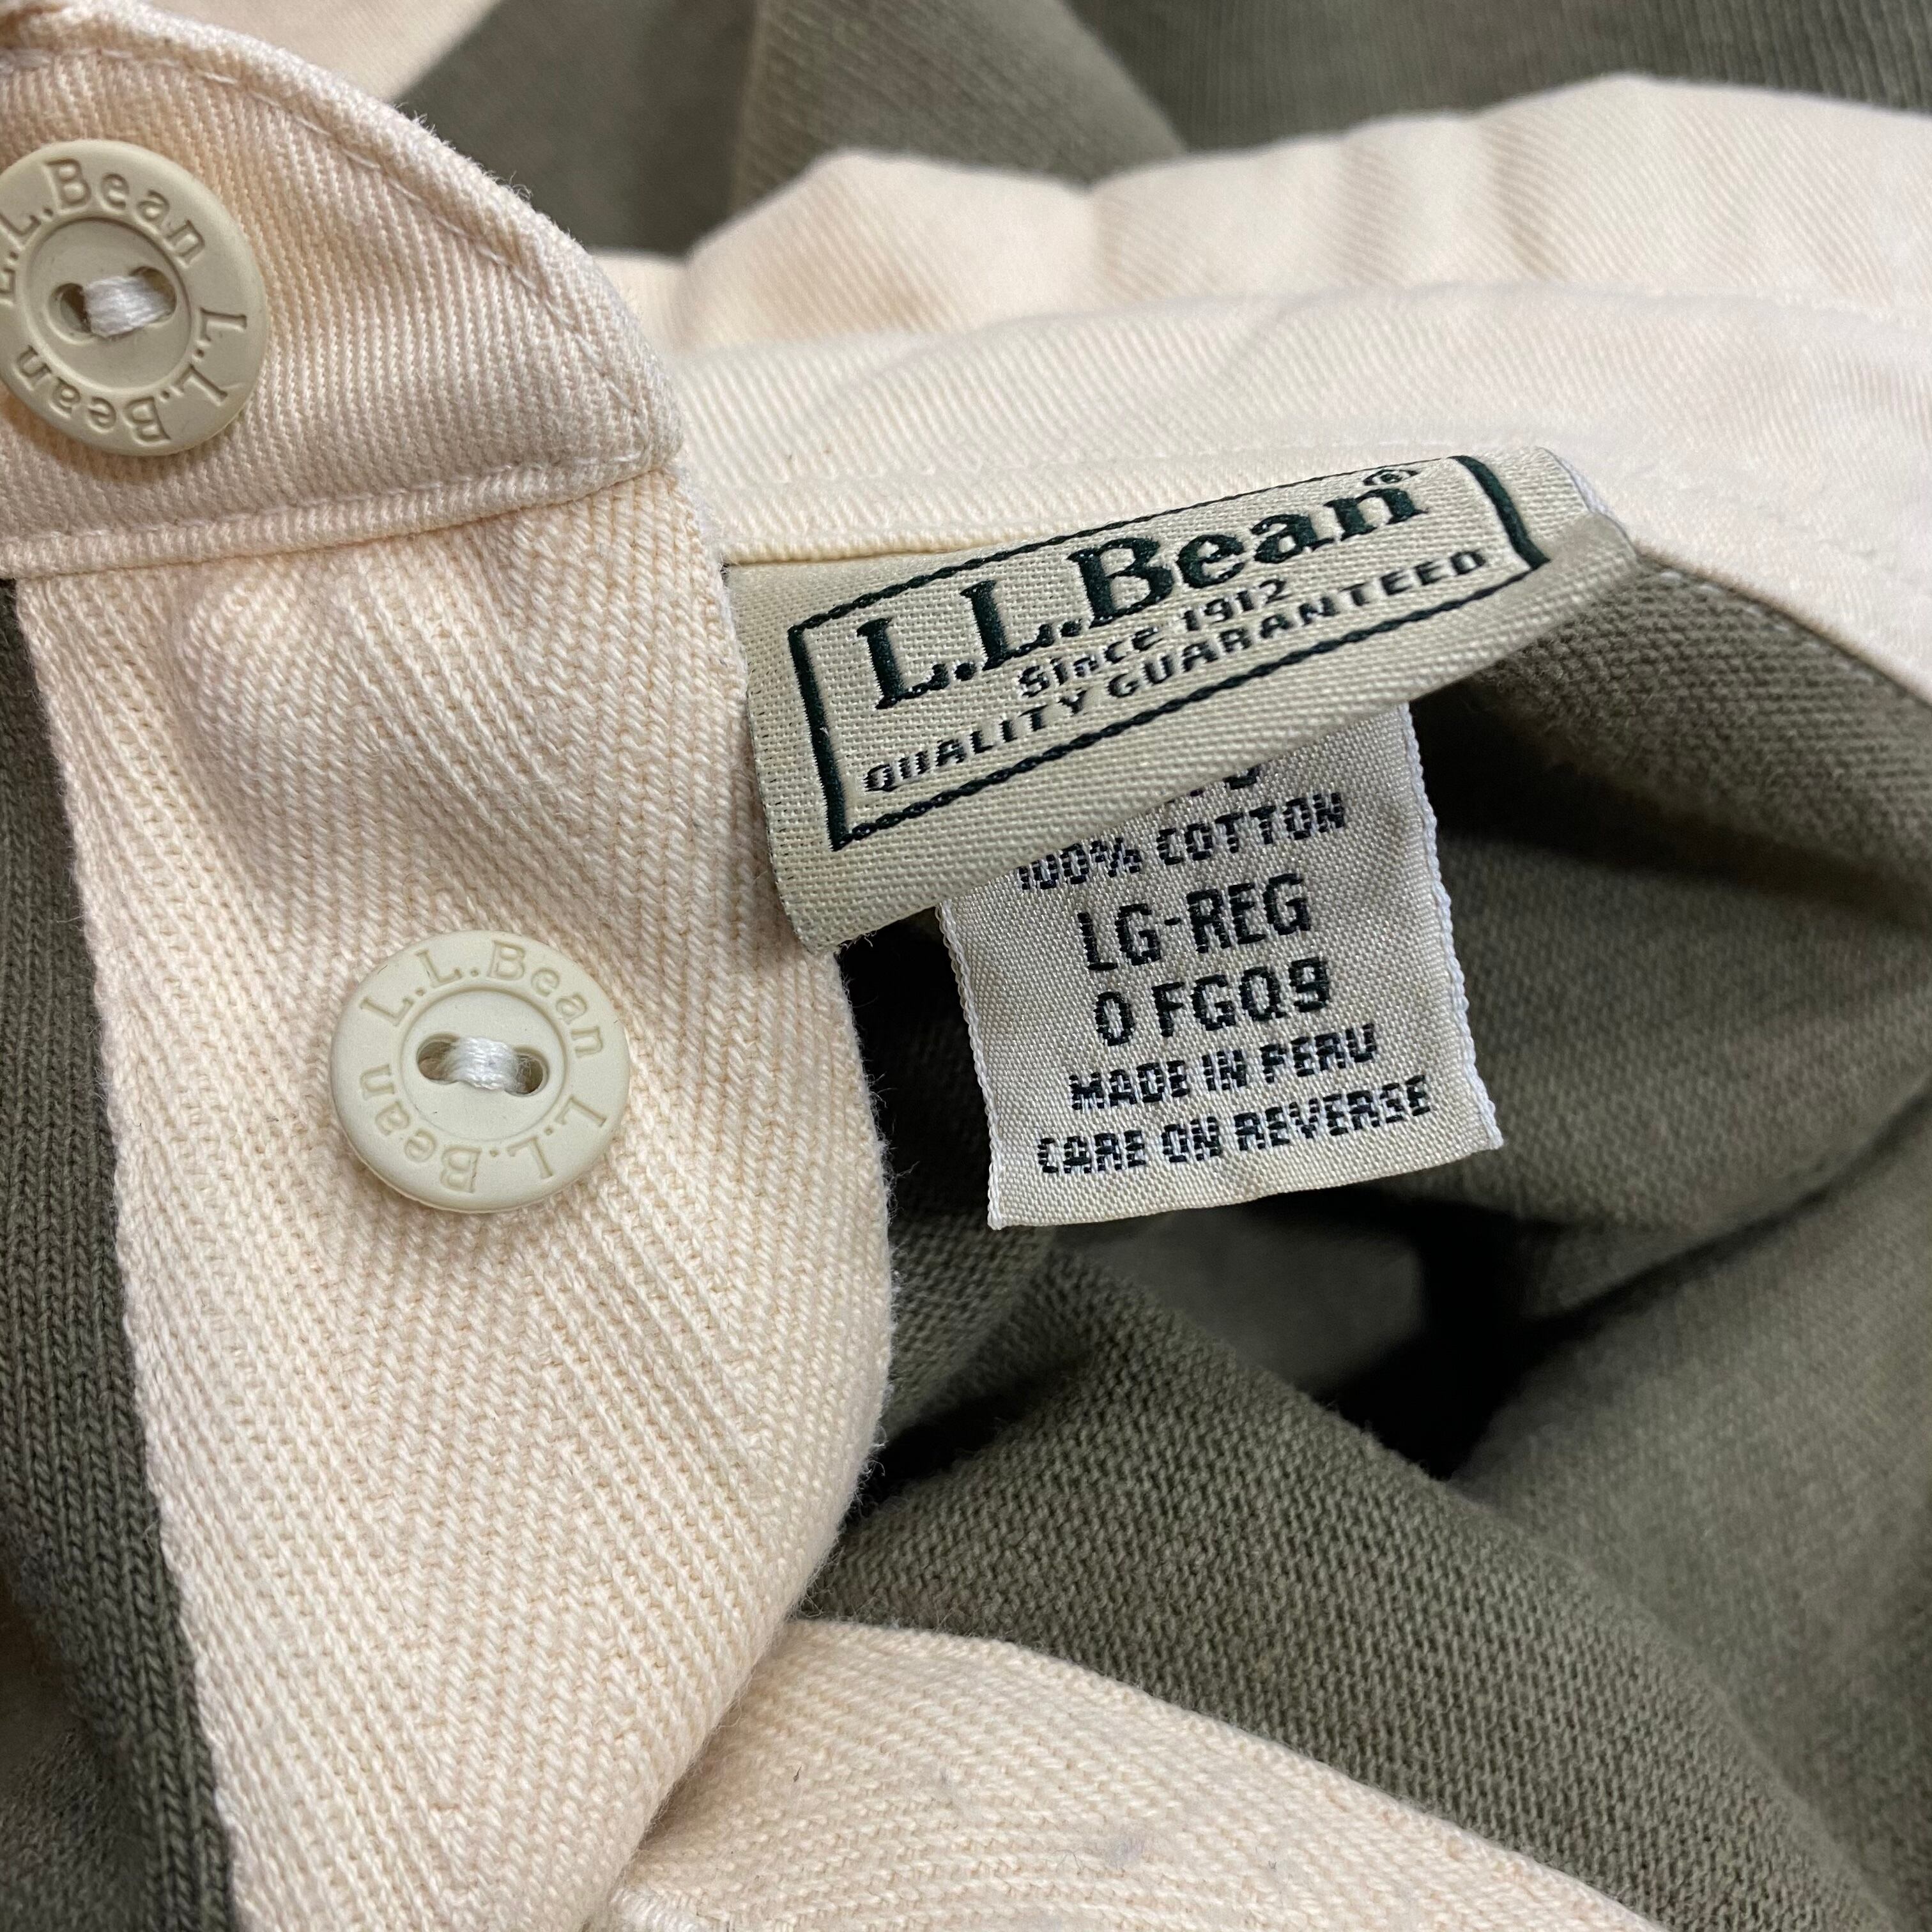 L.L.Bean
L.L.Bean
L.L.Bean®
Since 1912
QUALITY GUARANTEED
100% COTTON
LG-REG
0 FGQ9
MADE IN PERU
CARE ON REVERSE
L.L.Bean
L.L.Bean